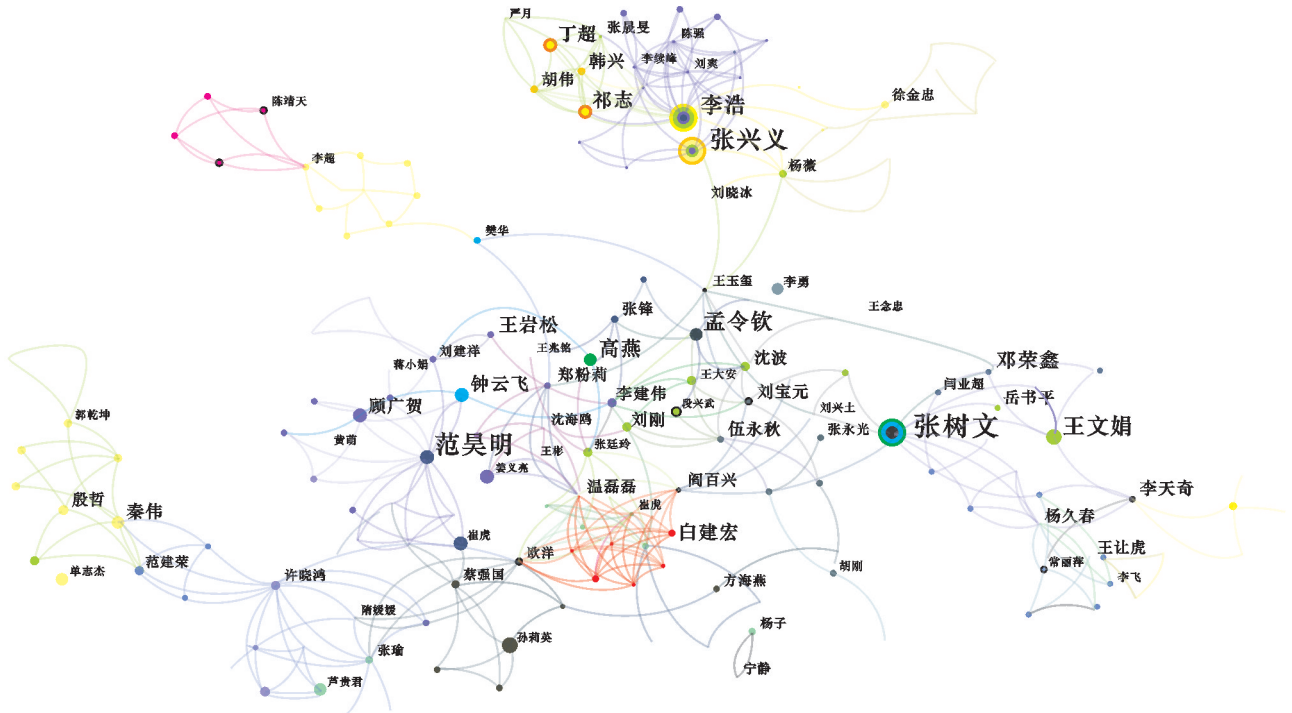 严月
丁超
张晟旻
陈强
韩兴
李续峰
刘爽
胡伟
祁志
李浩
徐金忠
陈靖天
张兴义
李超
杨薇
刘晓冰
樊华
王玉玺
李勇
张锋
王念忠
孟令钦
王岩松
王兆铭
高燕
刘建祥
蒋小娟
沈波
邓荣鑫
郑粉莉
王大安
钟云飞
李建伟
刘宝元
闫业超
岳书平
顾广贺
段兴武
刘兴土
郭乾坤
沈海鸥
刘刚
伍永秋
张永光
张树文
王文娟
黄萌
范昊明
张廷玲
王彬
姜义亮
温磊磊
阎百兴
李天奇
殷哲
秦伟
崔虎
杨久春
崔虎
白建宏
欧洋
王让虎
范建荣
单志杰
许晓鸿
蔡强国
方海燕
胡刚
常丽萍
李飞
隋媛媛
杨子
孙莉英
张瑜
宁静
芦贵君